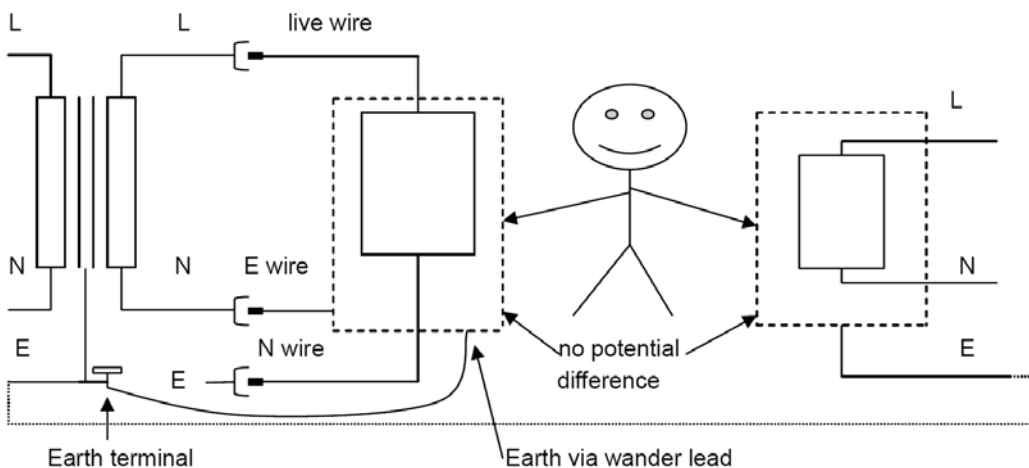 L
L
live wire
L
N
N
E wire
N
E
N wire
E
no potential
difference
E
Earth terminal
Earth via wander lead